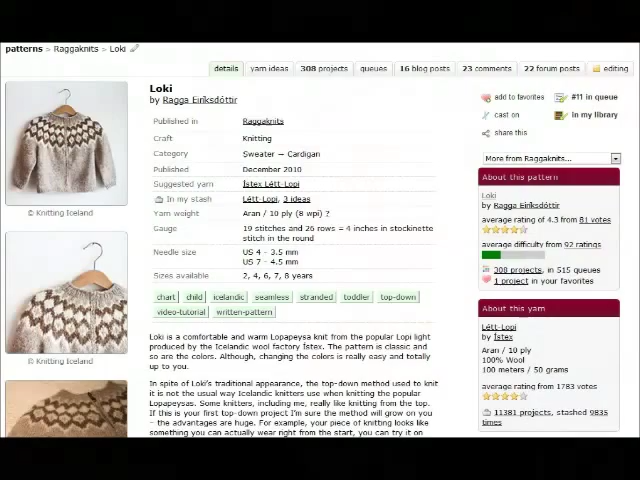 patterns > Raggaknits > Loki
details
yarn ideas
308 projects
queues
16 blog posts
23 comments
22 forum posts
editing
Loki
by Ragga Eiríksdóttir
Published in Raggaknits
Craft Knitting
Category Sweater → Cardigan
Published December 2010
Suggested yarn Ístex Létt-Lopi
In my stash Létt-Lopi, 3 ideas
Yarn weight Aran / 10 ply (8 wpi) ?
Gauge 19 stitches and 26 rows = 4 inches in stockinette
stitch in the round
Needle size US 4 - 3.5 mm
US 7 - 4.5 mm
Sizes available 2, 4, 6, 7, 8 years
chart child icelandic seamless stranded toddler top-down
video-tutorial written-pattern
Loki is a comfortable and warm Lopapeysa knit from the popular Lopi light
produced by the Icelandic wool factory Ístex. The pattern is classic and
so are the colors. Although, changing the colors is really easy and totally
up to you.
In spite of Loki's traditional appearance, the top-down method used to knit
it is not the usual way Icelandic knitters use when knitting the popular
Lopapeysas. Some knitters, including me, really like knitting from the top.
If this is your first top-down project I'm sure the method will grow on you
- the advantages are huge. For example, your piece of knitting looks like
something you can actually wear right from the start, you can try it on
© Knitting Iceland
© Knitting Iceland
add to favorites
#11 in queue
cast on
in my library
share this
More from Raggaknits...
About this pattern
Loki
by Ragga Eiríksdóttir
average rating of 4.3 from 81 votes
average difficulty from 92 ratings
308 projects, in 515 queues
1 project in your favorites
About this yarn
Létt-Lopi
by Ístex
Aran / 10 ply
100% Wool
100 meters / 50 grams
average rating from 1783 votes
11381 projects, stashed 9835
times